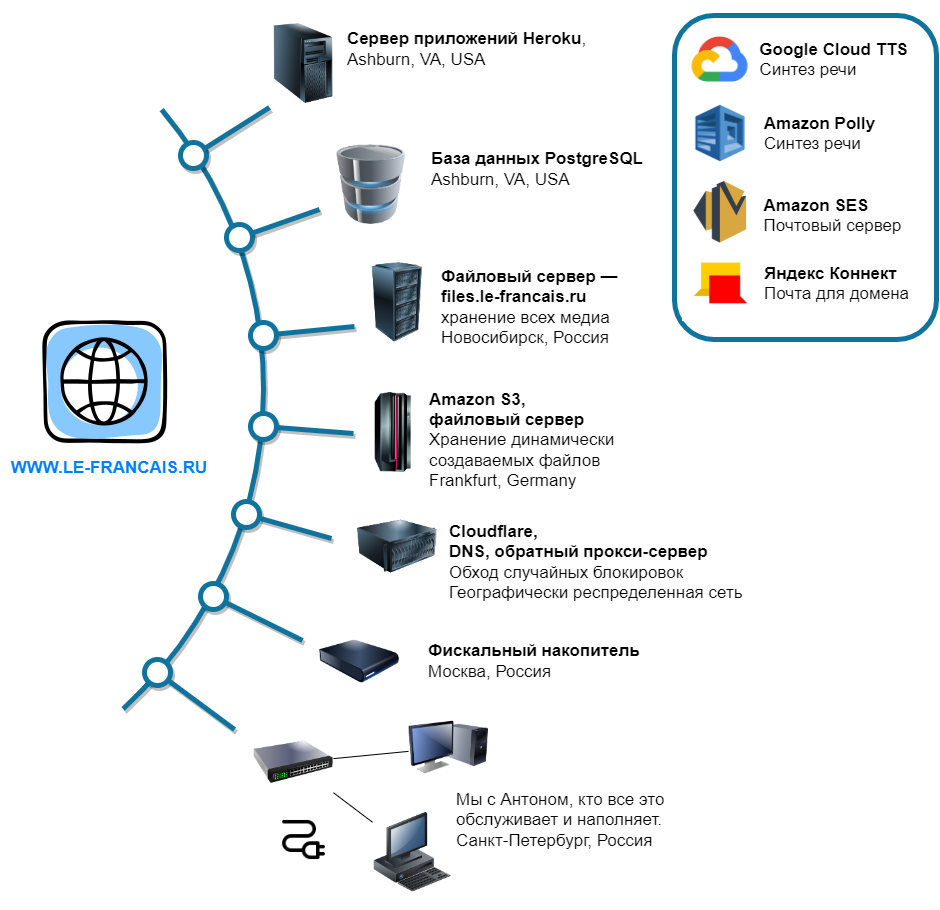 Сервер приложений Heroku,
Ashburn, VA, USA
База данных PostgreSQL
Ashburn, VA, USA
Файловый сервер —
files.le-francais.ru
хранение всех медиа
Новосибирск, Россия
WWW.LE-FRANCAIS.RU
Amazon S3,
файловый сервер
Хранение динамически
создаваемых файлов
Frankfurt, Germany
Cloudflare,
DNS, обратный прокси-сервер
Обход случайных блокировок
Географически респределенная сеть
Фискальный накопитель
Москва, Россия
Мы с Антоном, кто все это
обслуживает и наполняет.
Санкт-Петербург, Россия
Google Cloud TTS
Синтез речи
Amazon Polly
Синтез речи
Amazon SES
Почтовый сервер
Яндекс Коннект
Почта для домена